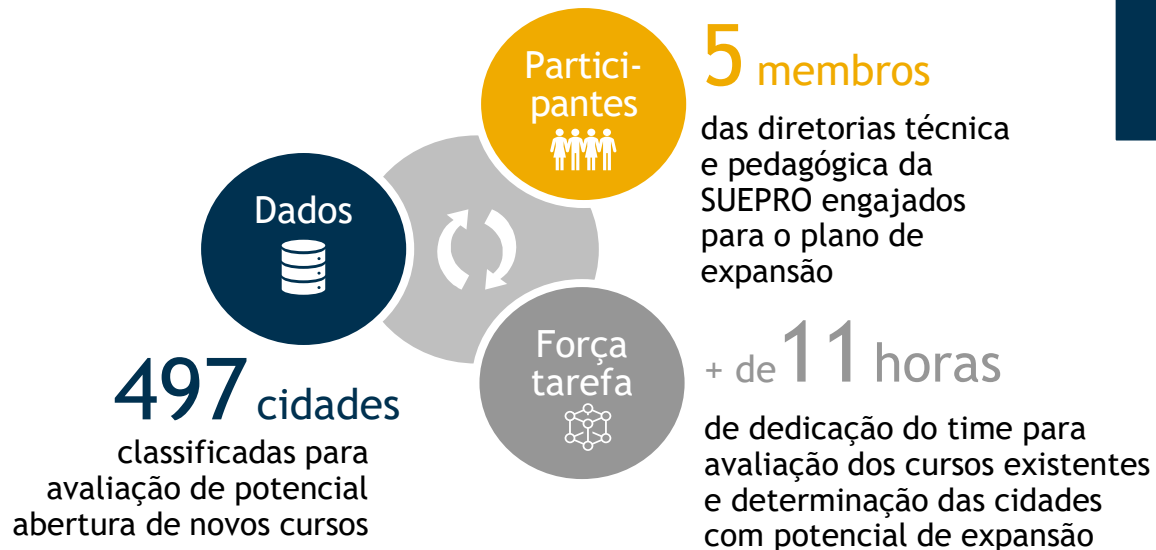 Partici-
pantes
5 membros
das diretorias técnica
e pedagógica da
SUEPRO engajados
para o plano de
expansão
Dados
497 cidades
classificadas para
avaliação de potencial
abertura de novos cursos
Força
tarefa
+ de 11 horas
de dedicação do time para
avaliação dos cursos existentes
e determinação das cidades
com potencial de expansão